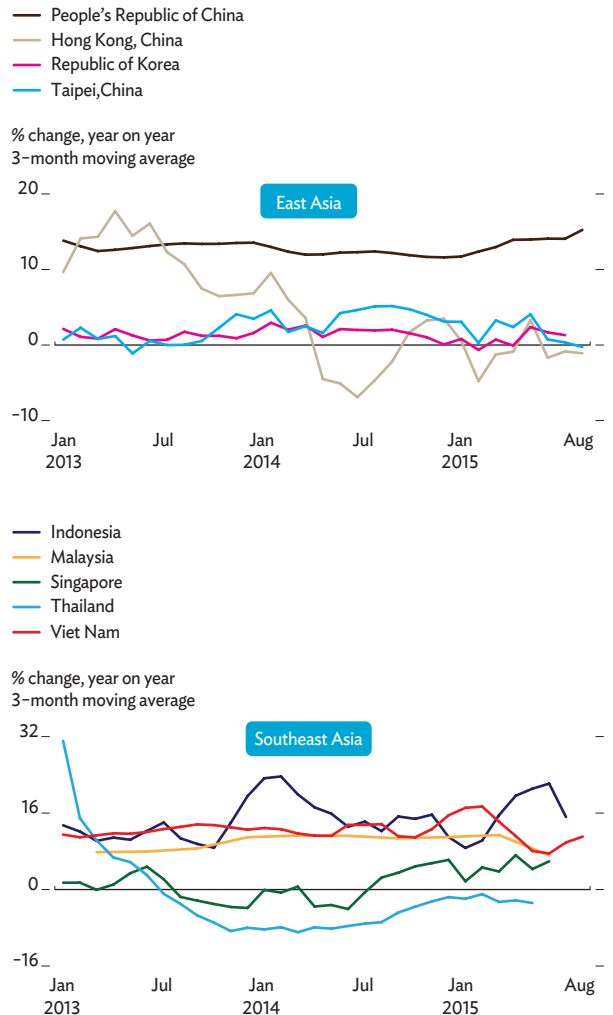 People's Republic of China
Hong Kong, China
Republic of Korea
Taipei,China
% change, year on year
3-month moving average
East Asia
20
10
0
-10
Jan Jul Jan Jul Jan Aug
2013 2014 2015
Indonesia
Malaysia
Singapore
Thailand
Viet Nam
% change, year on year
3-month moving average
Southeast Asia
32
16
0
-16
Jan Jul Jan Jul Jan Aug
2013 2014 2015